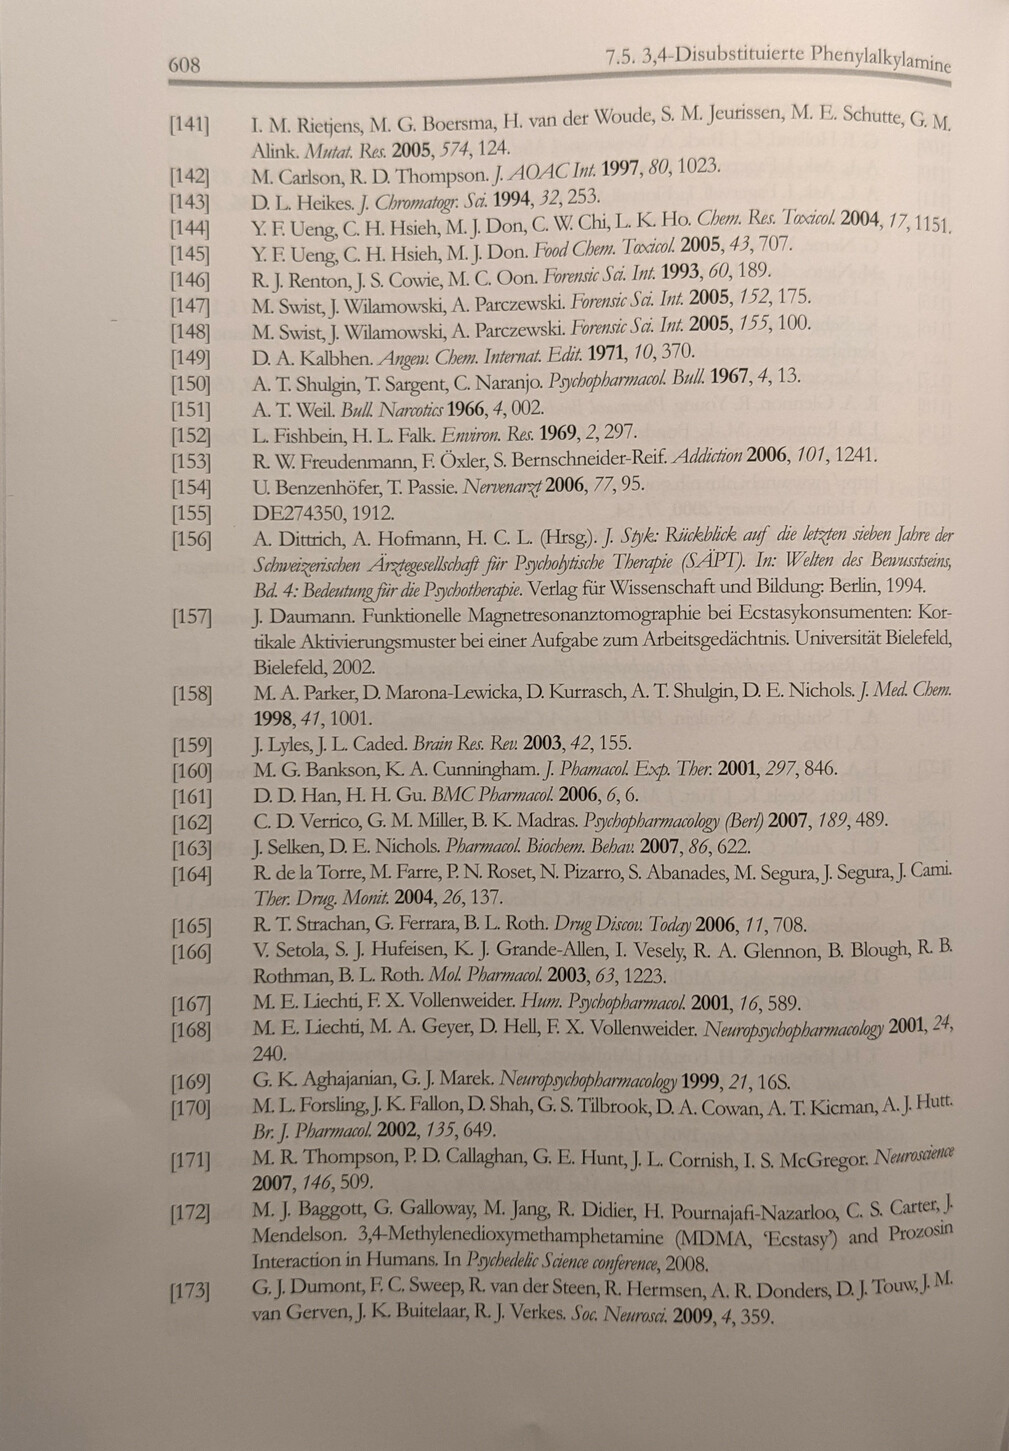 608 7.5. 3,4-Disubstituierte Phenylalkylamine
[141] I. M. Rietjens, M. G. Boersma, H. van der Woude, S. M. Jeurissen, M. E. Schutte, G. M.
Alink. Mutat. Res. 2005, 574, 124.
[142] M. Carlson, R. D. Thompson. J. AOAC Int. 1997, 80, 1023.
[143] D. L. Heikes. J. Chromatogr. Sci. 1994, 32, 253.
[144] Y. F. Ueng, C. H. Hsieh, M. J. Don, C. W. Chi, L. K. Ho. Chem. Res. Toxicol. 2004, 17, 1151.
[145] Y. F. Ueng, C. H. Hsieh, M. J. Don. Food Chem. Toxicol. 2005, 43, 707.
[146] R. J. Renton, J. S. Cowie, M. C. Oon. Forensic Sci. Int. 1993, 60, 189.
[147] M. Swist, J. Wilamowski, A. Parczewski. Forensic Sci. Int. 2005, 152, 175.
[148] M. Swist, J. Wilamowski, A. Parczewski. Forensic Sci. Int. 2005, 155, 100.
[149] D. A. Kalbhen. Angew. Chem. Internat. Edit. 1971, 10, 370.
[150] A. T. Shulgin, T. Sargent, C. Naranjo. Psychopharmacol. Bull. 1967, 4, 13.
[151] A. T. Weil. Bull. Narcotics 1966, 4, 002.
[152] L. Fishbein, H. L. Falk. Environ. Res. 1969, 2, 297.
[153] R. W. Freudenmann, F. Öxler, S. Bernschneider-Reif. Addiction 2006, 101, 1241.
[154] U. Benzenhöfer, T. Passie. Nervenarzt 2006, 77, 95.
[155] DE274350, 1912.
[156] A. Dittrich, A. Hofmann, H. C. L. (Hrsg.). J. Styk: Rückblick auf die letzten sieben Jahre der
Schweizerischen Ärztegesellschaft für Psycholytische Therapie (SÄPT). In: Welten des Bewusstseins,
Bd. 4: Bedeutung für die Psychotherapie. Verlag für Wissenschaft und Bildung: Berlin, 1994.
[157] J. Daumann. Funktionelle Magnetresonanztomographie bei Ecstasykonsumenten: Kor-
tikale Aktivierungsmuster bei einer Aufgabe zum Arbeitsgedächtnis. Universität Bielefeld,
Bielefeld, 2002.
[158] M. A. Parker, D. Marona-Lewicka, D. Kurrasch, A. T. Shulgin, D. E. Nichols. J. Med. Chem.
1998, 41, 1001.
[159] J. Lyles, J. L. Caded. Brain Res. Rev. 2003, 42, 155.
[160] M. G. Bankson, K. A. Cunningham. J. Phamacol. Exp. Ther. 2001, 297, 846.
[161] D. D. Han, H. H. Gu. BMC Pharmacol. 2006, 6, 6.
[162] C. D. Verrico, G. M. Miller, B. K. Madras. Psychopharmacology (Berl) 2007, 189, 489.
[163] J. Selken, D. E. Nichols. Pharmacol. Biochem. Behav. 2007, 86, 622.
[164] R. de la Torre, M. Farre, P. N. Roset, N. Pizarro, S. Abanades, M. Segura, J. Segura, J. Cami.
Ther. Drug. Monit. 2004, 26, 137.
[165] R. T. Strachan, G. Ferrara, B. L. Roth. Drug Discov. Today 2006, 11, 708.
[166] V. Setola, S. J. Hufeisen, K. J. Grande-Allen, I. Vesely, R. A. Glennon, B. Blough, R. B.
Rothman, B. L. Roth. Mol. Pharmacol. 2003, 63, 1223.
[167] M. E. Liechti, F. X. Vollenweider. Hum. Psychopharmacol. 2001, 16, 589.
[168] M. E. Liechti, M. A. Geyer, D. Hell, F. X. Vollenweider. Neuropsychopharmacology 2001, 24,
240.
[169] G. K. Aghajanian, G. J. Marek. Neuropsychopharmacology 1999, 21, 16S.
[170] M. L. Forsling, J. K. Fallon, D. Shah, G. S. Tilbrook, D. A. Cowan, A. T. Kicman, A. J. Hutt.
Br. J. Pharmacol. 2002, 135, 649.
[171] M. R. Thompson, P. D. Callaghan, G. E. Hunt, J. L. Cornish, I. S. McGregor. Neuroscience
2007, 146, 509.
[172] M. J. Baggott, G. Galloway, M. Jang, R. Didier, H. Pournajafi-Nazarloo, C. S. Carter, J.
Mendelson. 3,4-Methylenedioxymethamphetamine (MDMA, ‘Ecstasy’) and Prozosin
Interaction in Humans. In Psychedelic Science conference, 2008.
[173] G. J. Dumont, F. C. Sweep, R. van der Steen, R. Hermsen, A. R. Donders, D. J. Touw, J. M.
van Gerven, J. K. Buitelaar, R. J. Verkes. Soc. Neurosci. 2009, 4, 359.